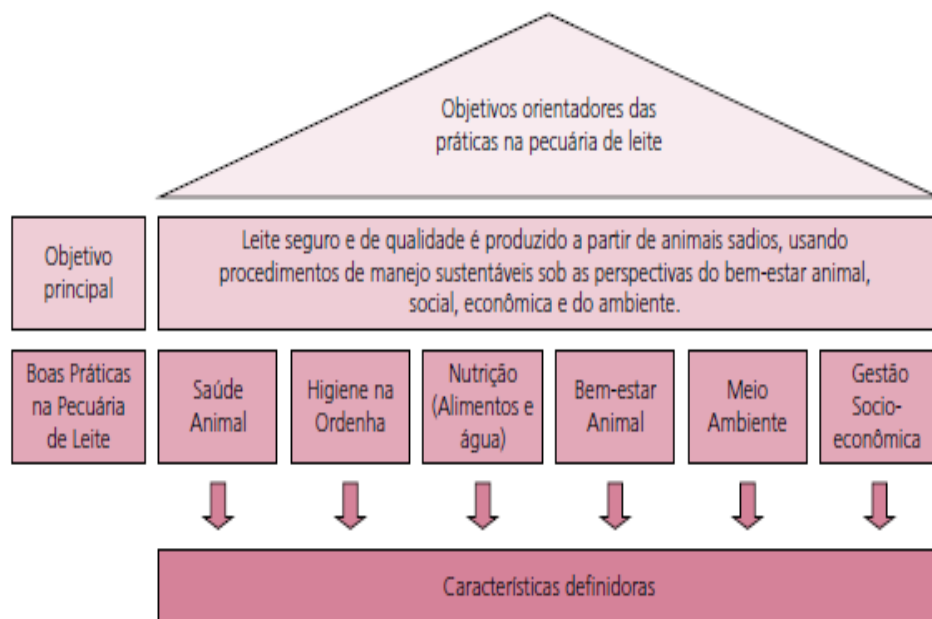 Objetivos orientadores das
práticas na pecuária de leite
Objetivo
principal
Leite seguro e de qualidade é produzido a partir de animais sadios, usando
procedimentos de manejo sustentáveis sob as perspectivas do bem-estar animal,
social, econômica e do ambiente.
Boas Práticas
na Pecuária
de Leite
Saúde
Animal
Higiene na
Ordenha
Nutrição
(Alimentos e
água)
Bem-estar
Animal
Meio
Ambiente
Gestão
Socio-
econômica
Características definidoras